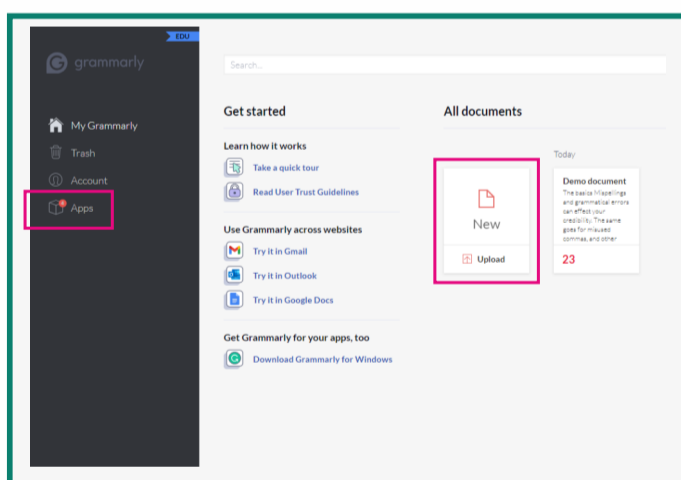 EDU
grammarly
My Grammarly
Trash
Account
Apps
Search...
Get started
Learn how it works
Take a quick tour
Read User Trust Guidelines
Use Grammarly across websites
Try it in Gmail
Try it in Outlook
Try it in Google Docs
Get Grammarly for your apps, too
Download Grammarly for Windows
All documents
New
Upload
Today
Demo document
The basics Mispellings
and grammatical errors
can effect your
credibility. The same
goes for misused
commas, and other
23